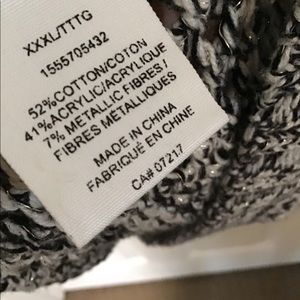 XXXL/TTTG
1555705432
52% COTTON/COTON
41% ACRYLIC/ACRYLIQUE
7% METALLIC FIBRES/
FIBRES METALLIQUES
MADE IN CHINA
FABRIQUÉ EN CHINE
CA# 07217